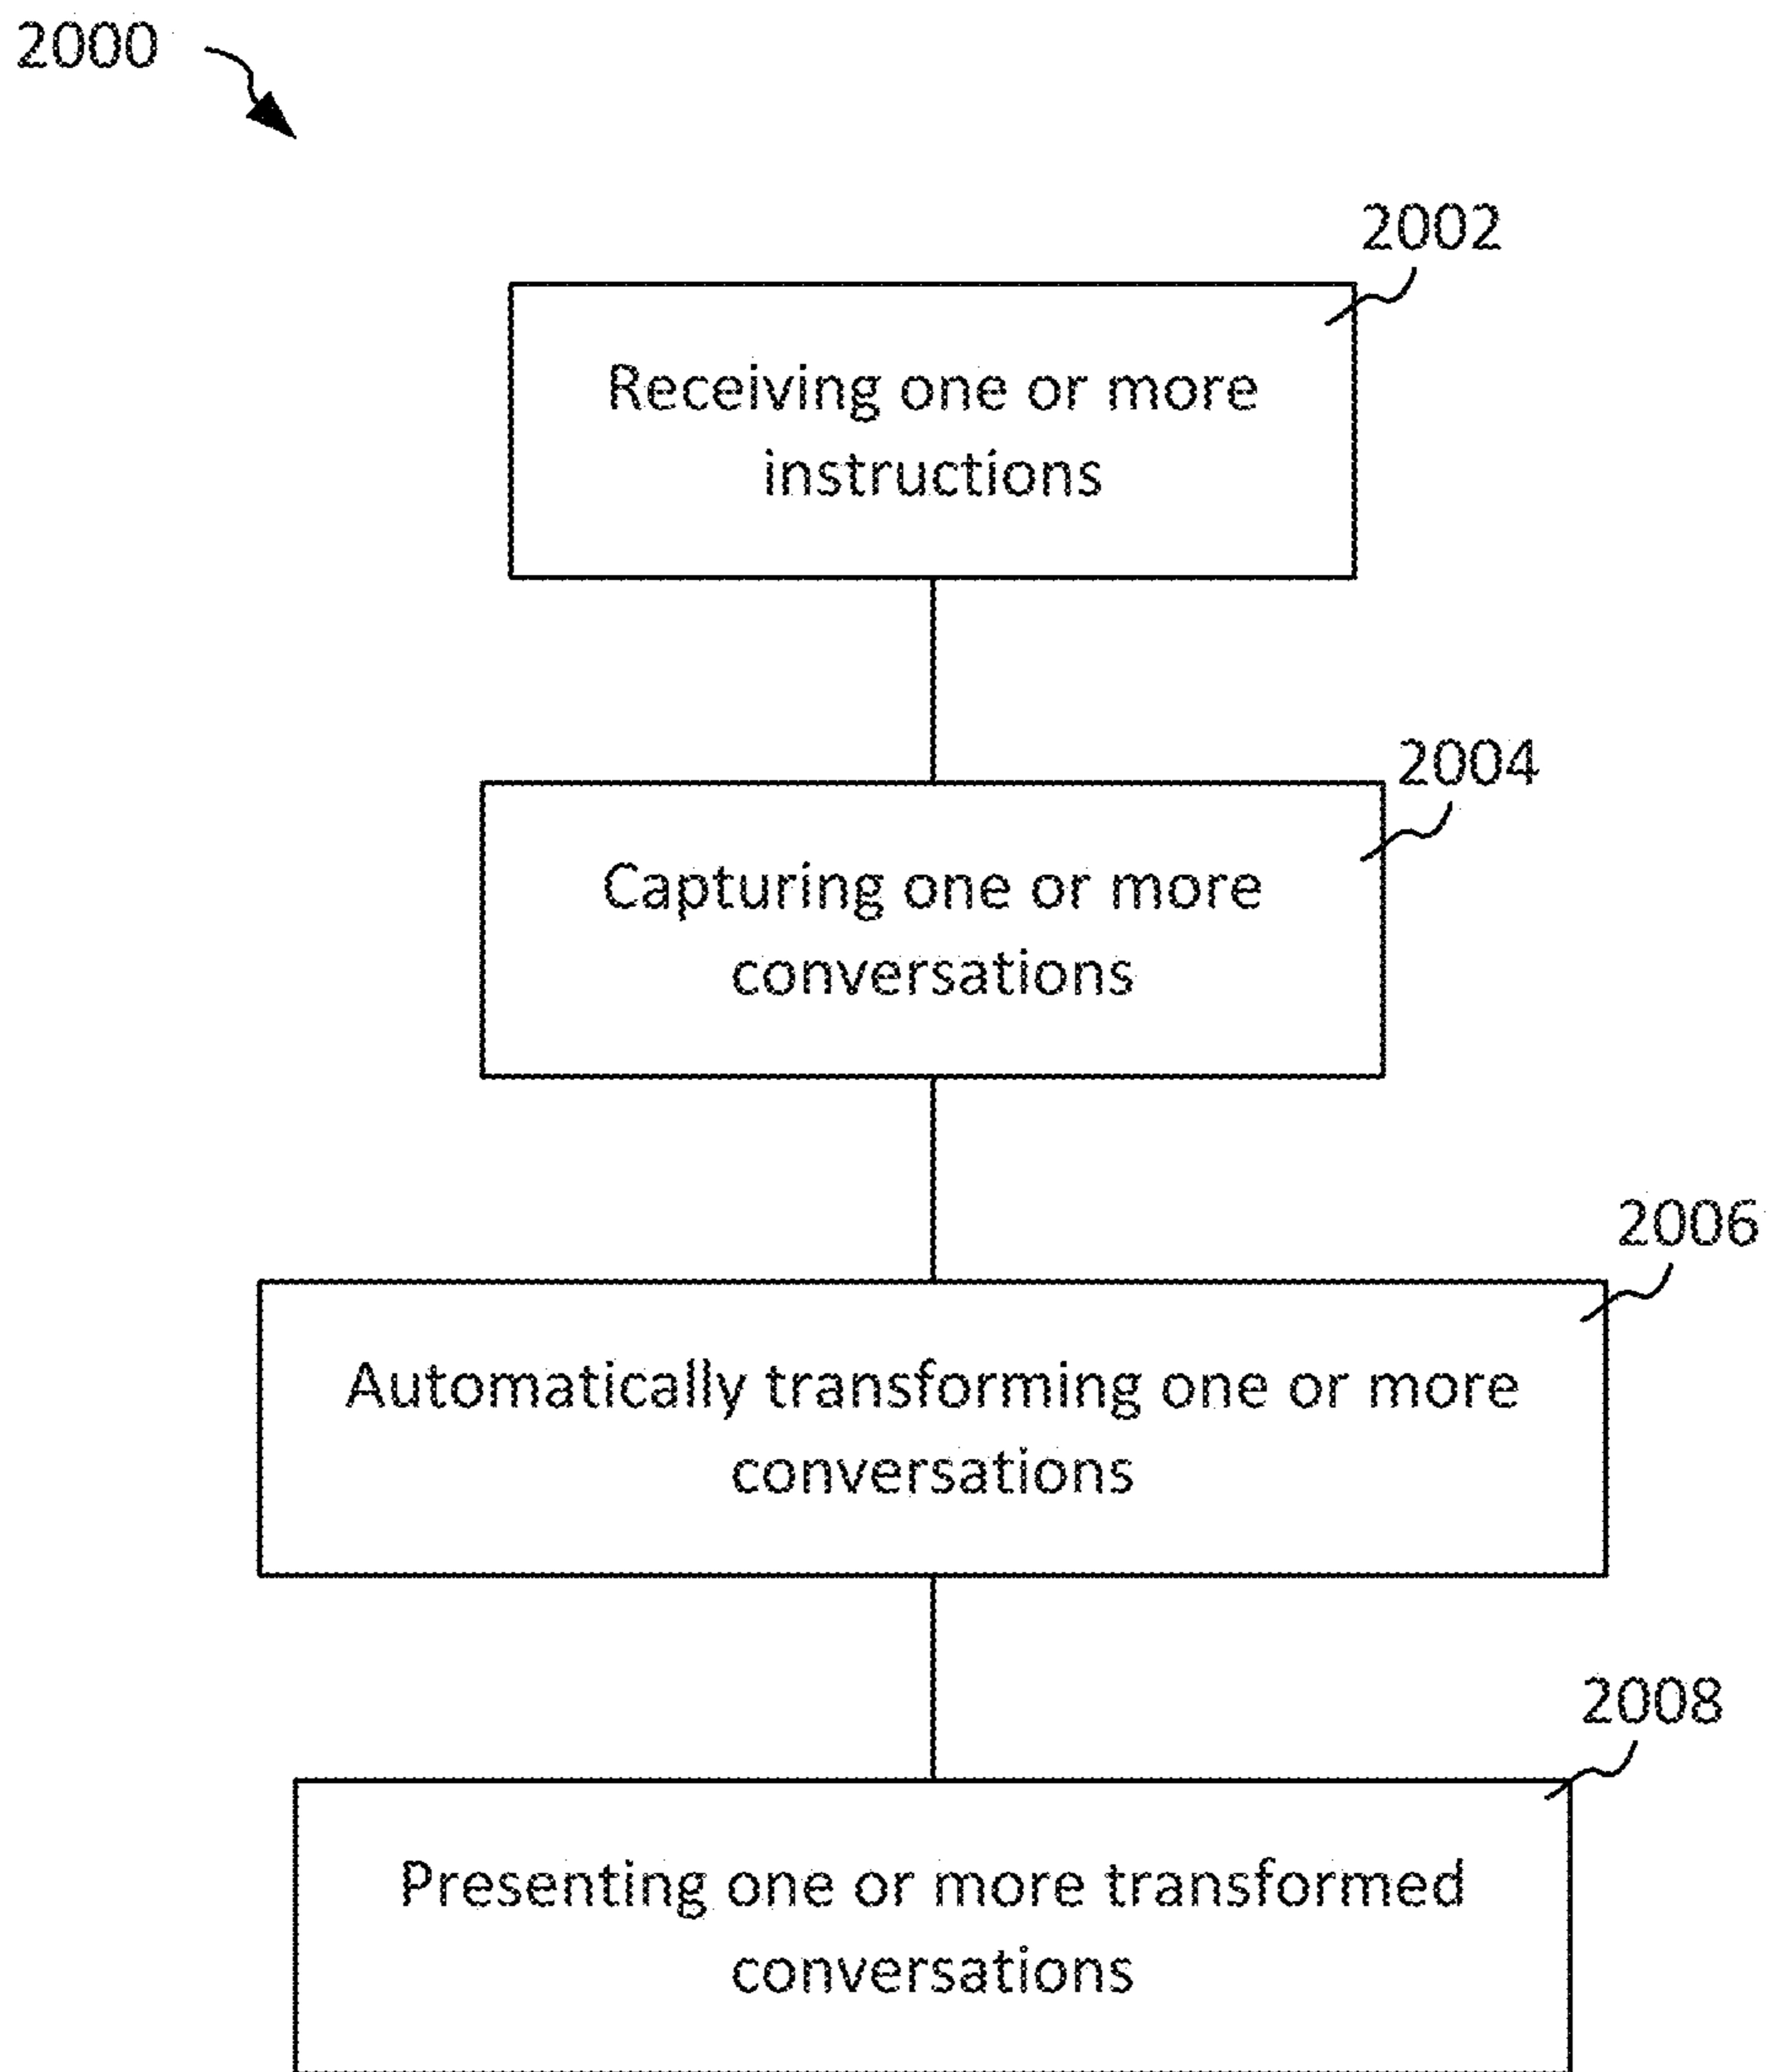 2000
2002
Receiving one or more
instructions
2004
Capturing one or more
conversations
2006
Automatically transforming one or more
conversations
2008
Presenting one or more transformed
conversations